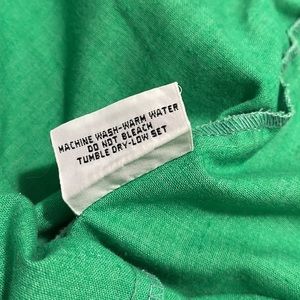 MACHINE WASH-WARM WATER
DO NOT BLEACH
TUMBLE DRY-LOW SET